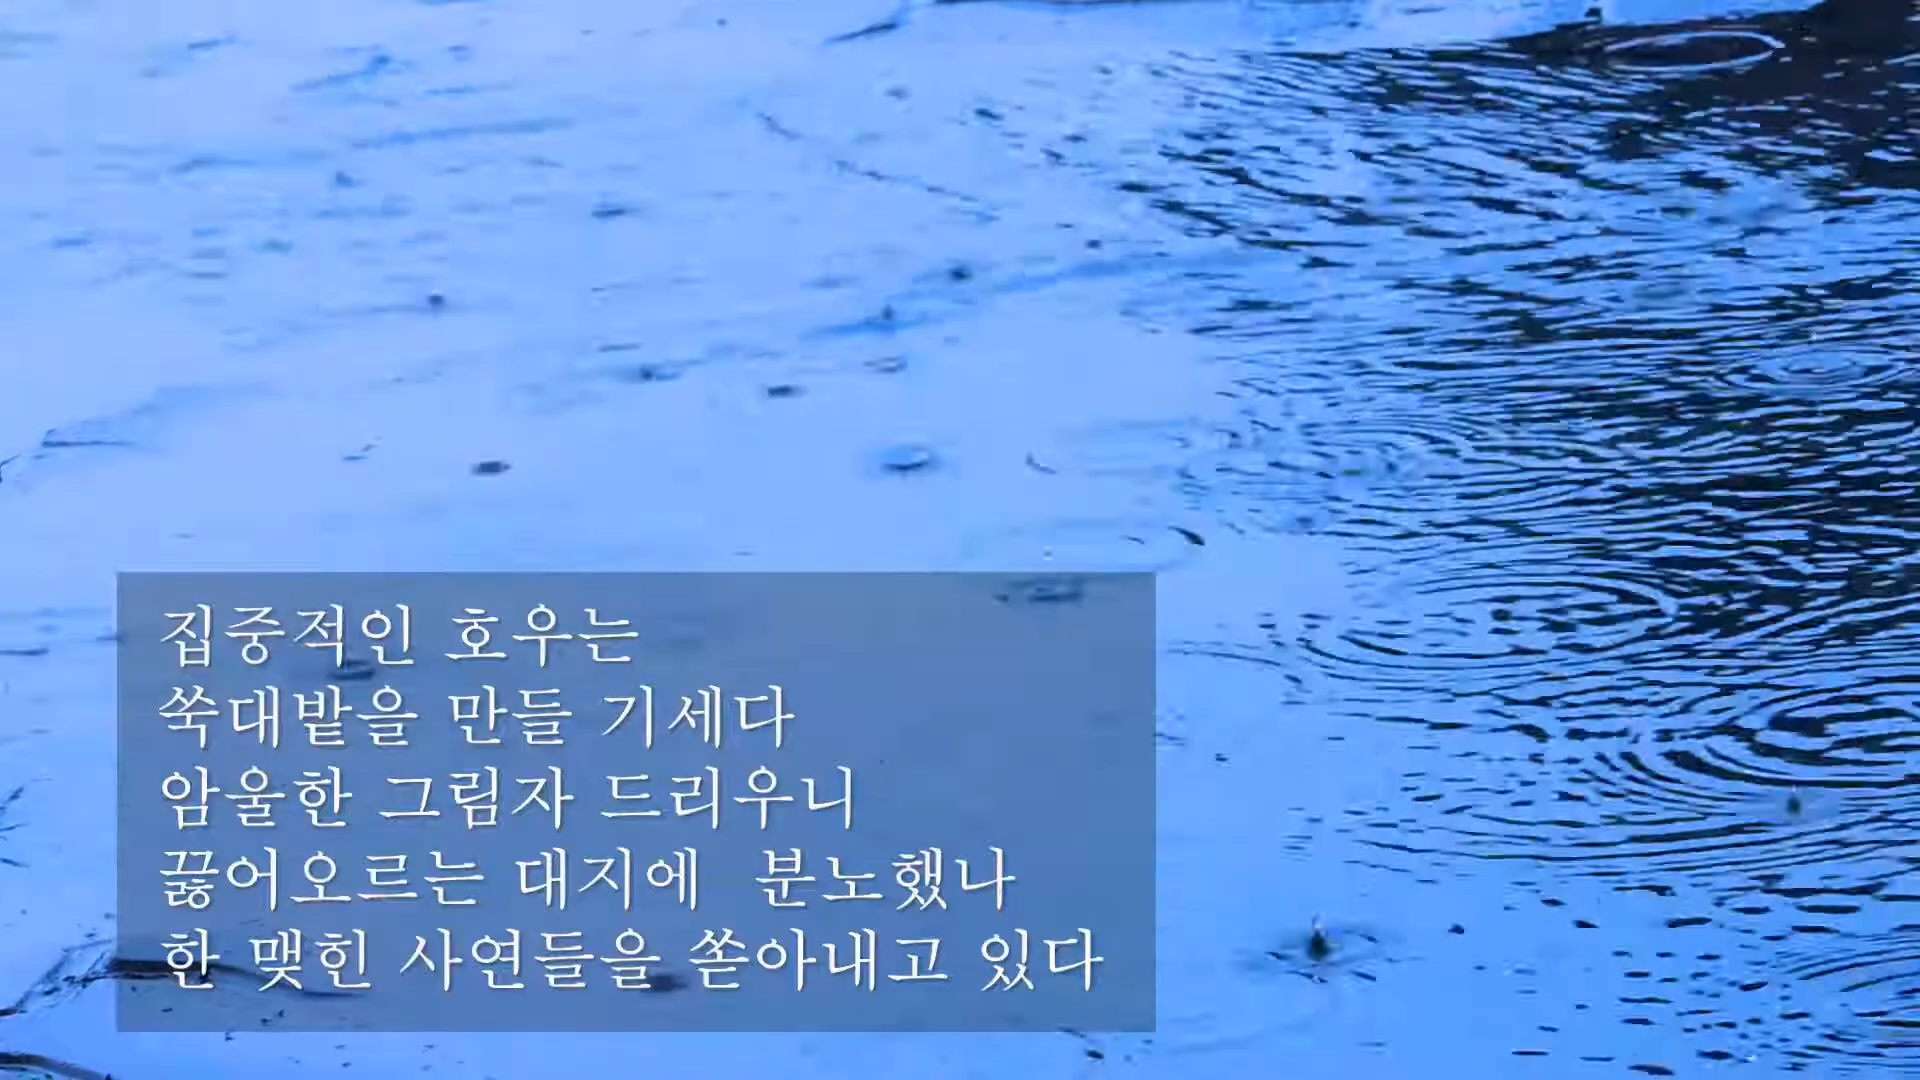 집중적인 호우는
쑥대밭을 만들 기세다
암울한 그림자 드리우니
끓어오르는 대지에  분노했나
한 맺힌 사연들을 쏟아내고 있다